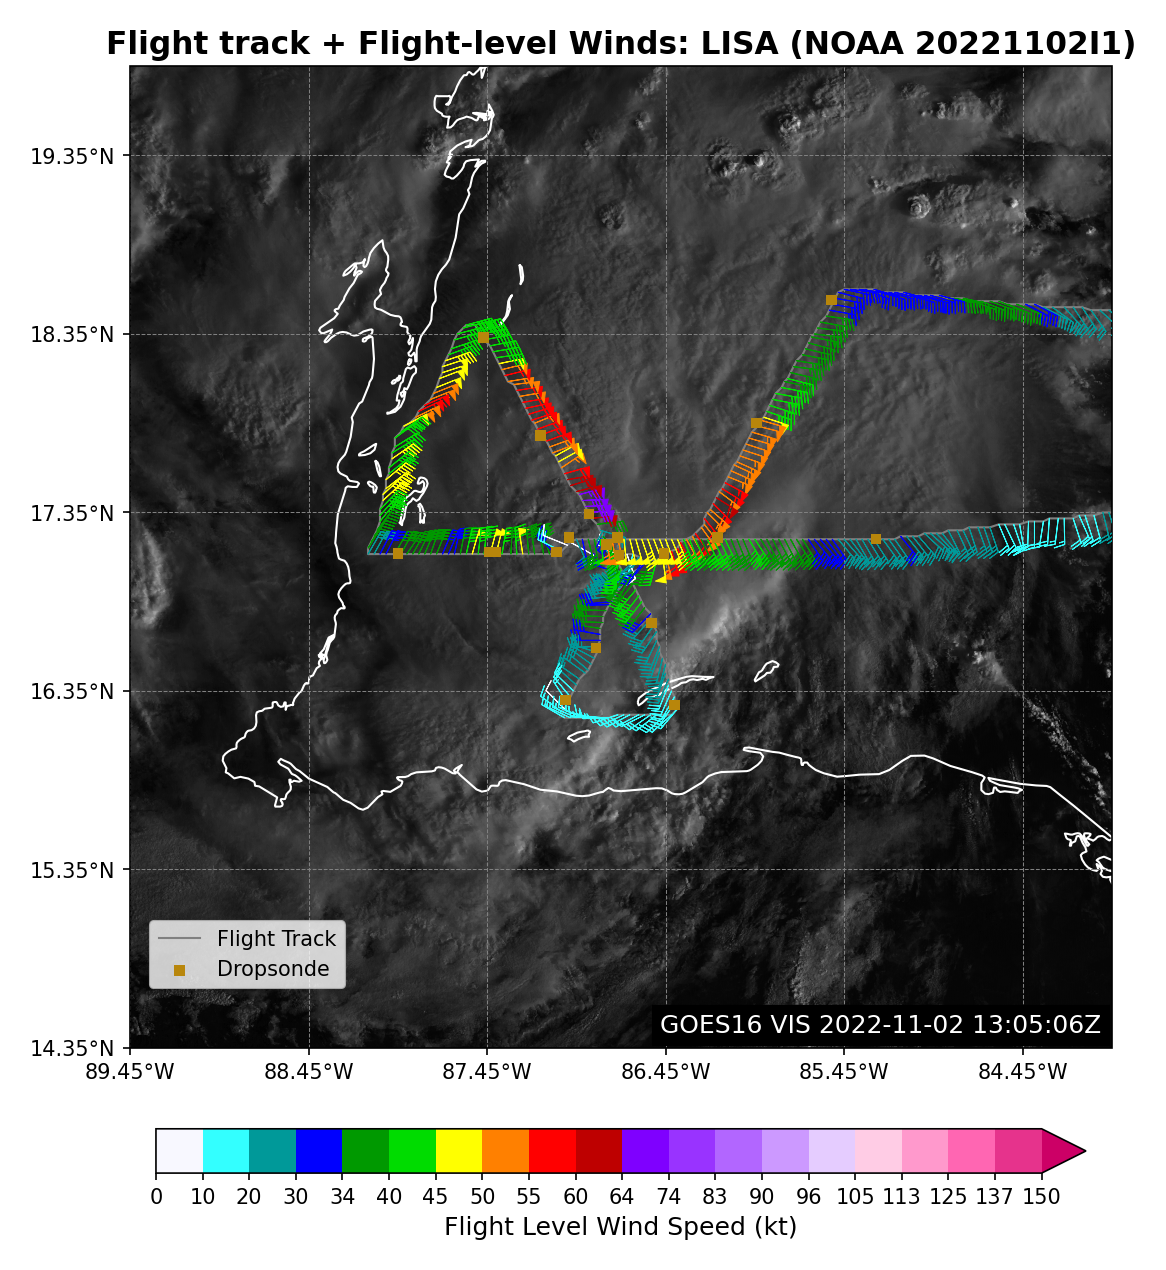 Flight track + Flight-level Winds: LISA (NOAA 20221102I1)
19.35°N
18.35°N
17.35°N
16.35°N
15.35°N
14.35°N
Flight Track
Dropsonde
GOES16 VIS 2022-11-02 13:05:06Z
89.45°W 88.45°W 87.45°W 86.45°W 85.45°W 84.45°W
0 10 20 30 34 40 45 50 55 60 64 74 83 90 96 105 113 125 137 150
Flight Level Wind Speed (kt)